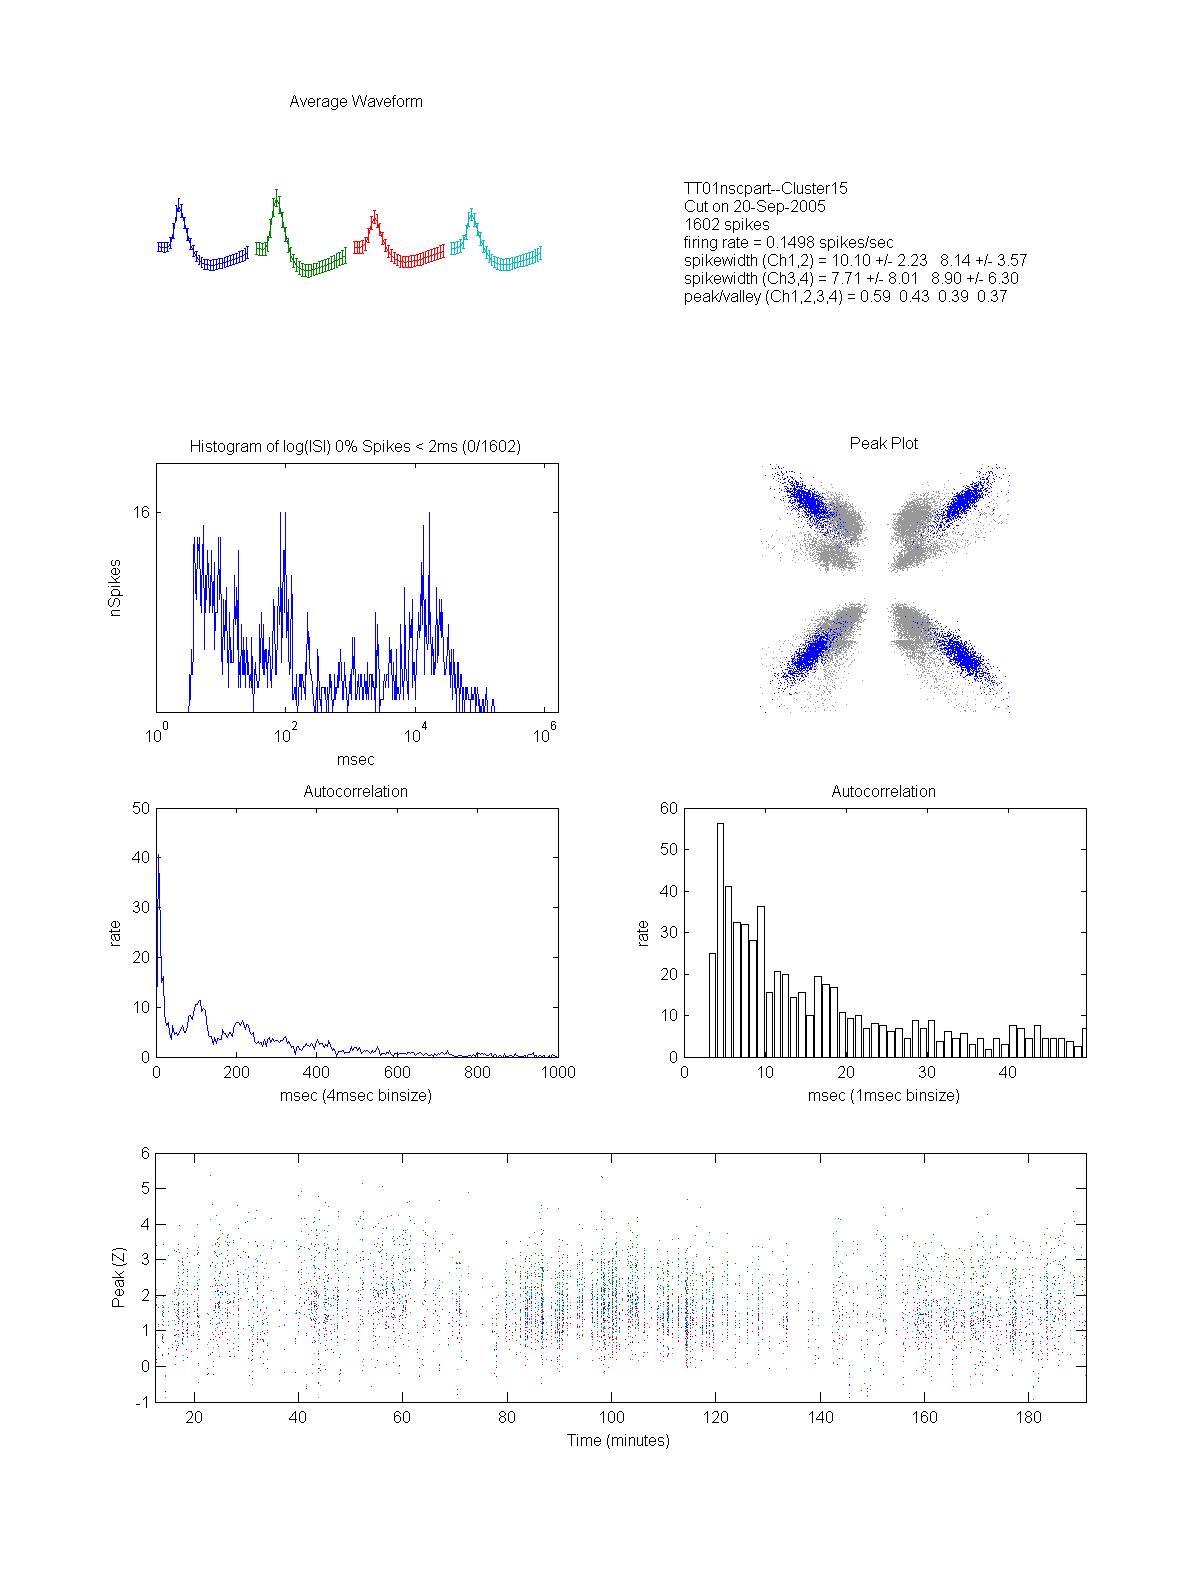 Average Waveform
TT01nscpart--Cluster15
Cut on 20-Sep-2005
1602 spikes
firing rate = 0.1498 spikes/sec
spikewidth (Ch1,2) = 10.10 +/- 2.23 8.14 +/- 3.57
spikewidth (Ch3,4) = 7.71 +/- 8.01 8.90 +/- 6.30
peak/valley (Ch1,2,3,4) = 0.59 0.43 0.39 0.37
Histogram of log(ISI) 0% Spikes < 2ms (0/1602)
16
nSpikes
10^0 10^2 10^4 10^6
msec
Peak Plot
Autocorrelation
50
40
30
20
10
0
rate
0 200 400 600 800 1000
msec (4msec binsize)
Autocorrelation
60
50
40
30
20
10
0
rate
0 10 20 30 40
msec (1msec binsize)
6
5
4
3
2
1
0
-1
Peak (Z)
20 40 60 80 100 120 140 160 180
Time (minutes)